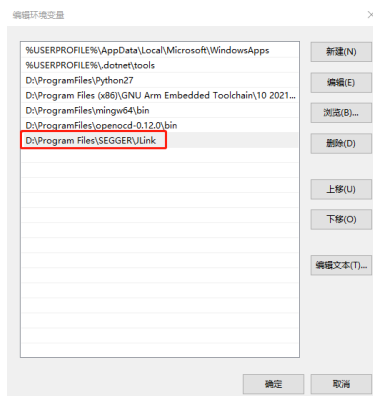 编辑环境变量
%USERPROFILE%\AppData\Local\Microsoft\WindowsApps
新建(N)
%USERPROFILE%\.dotnet\tools
D:\ProgramFiles\Python27
编辑(E)
D:\Program Files (x86)\GNU Arm Embedded Toolchain\10 2021...
D:\ProgramFiles\mingw64\bin
浏览(B)...
D:\ProgramFiles\openocd-0.12.0\bin
D:\Program Files\SEGGER\JLink
删除(D)
上移(U)
下移(O)
编辑文本(T)...
确定
取消